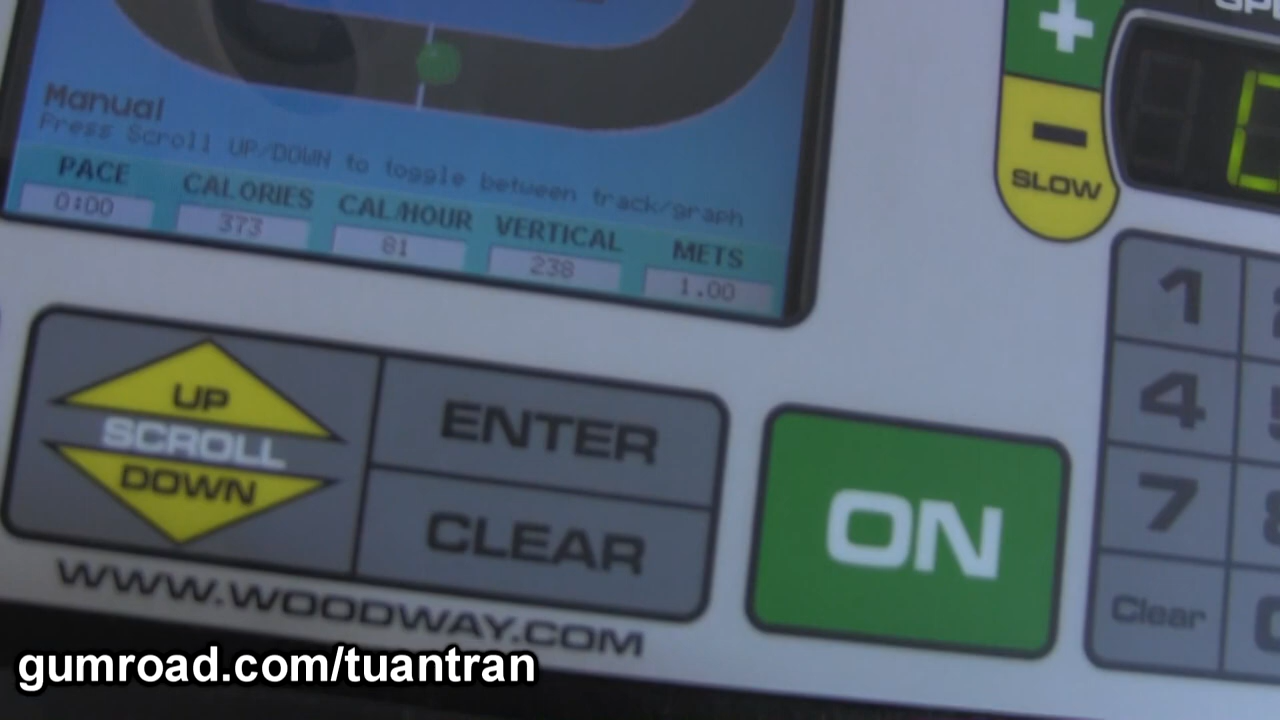 Manual
Press Scroll UP/DOWN to toggle between track/graph
PACE CALORIES CAL/HOUR VERTICAL METS
0:00 373 81 238 1.00
+
-
SLOW
UP
SCROLL
DOWN
ENTER
CLEAR
ON
1
4
7
Clear
WWW.WOODWAY.COM
gumroad.com/tuantran